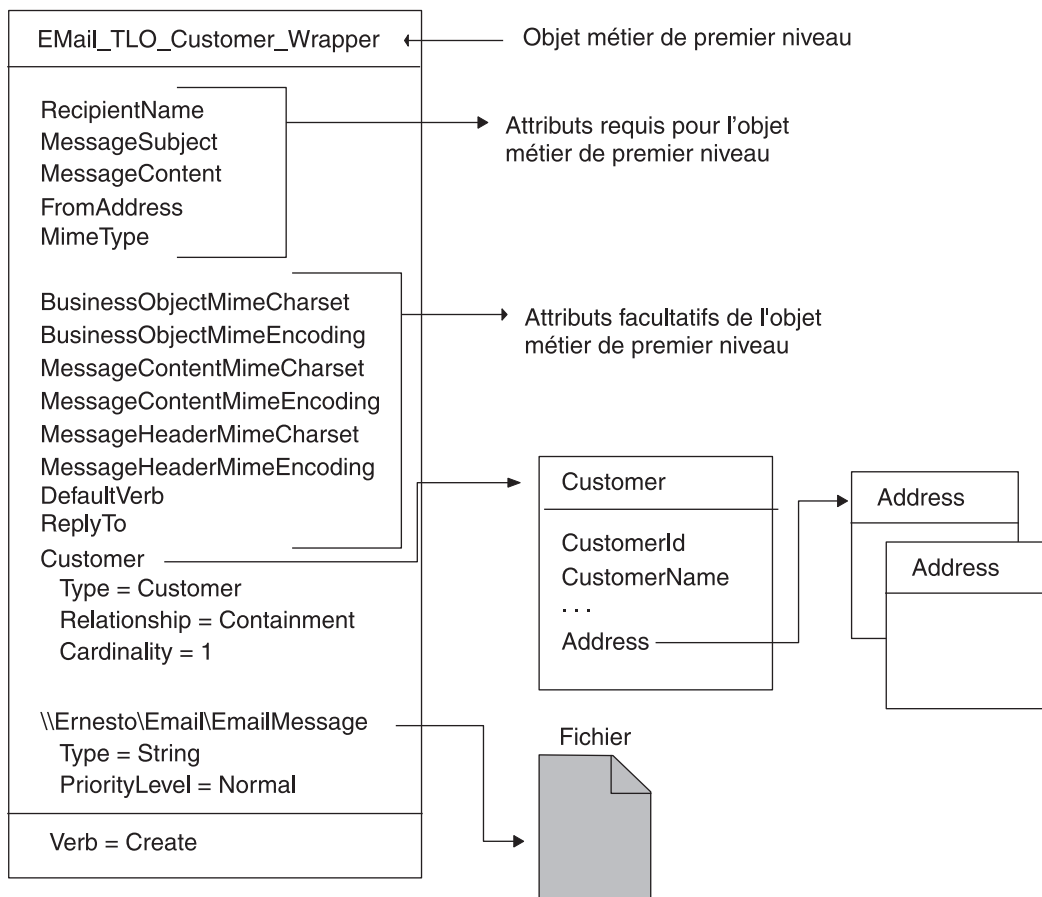 EMail_TLO_Customer_Wrapper
Objet métier de premier niveau
RecipientName
MessageSubject
MessageContent
FromAddress
MimeType
Attributs requis pour l'objet
métier de premier niveau
BusinessObjectMimeCharset
BusinessObjectMimeEncoding
MessageContentMimeCharset
MessageContentMimeEncoding
MessageHeaderMimeCharset
MessageHeaderMimeEncoding
DefaultVerb
ReplyTo
Attributs facultatifs de l'objet
métier de premier niveau
Customer
Type = Customer
Relationship = Containment
Cardinality = 1
Customer
CustomerId
CustomerName
. . .
Address
Address
Address
\\Ernesto\Email\EmailMessage
Type = String
PriorityLevel = Normal
Fichier
Verb = Create